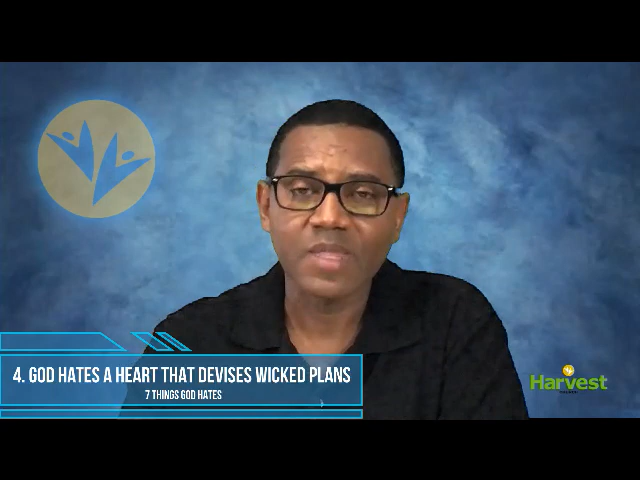 4. GOD HATES A HEART THAT DEVISES WICKED PLANS
7 THINGS GOD HATES
Harvest